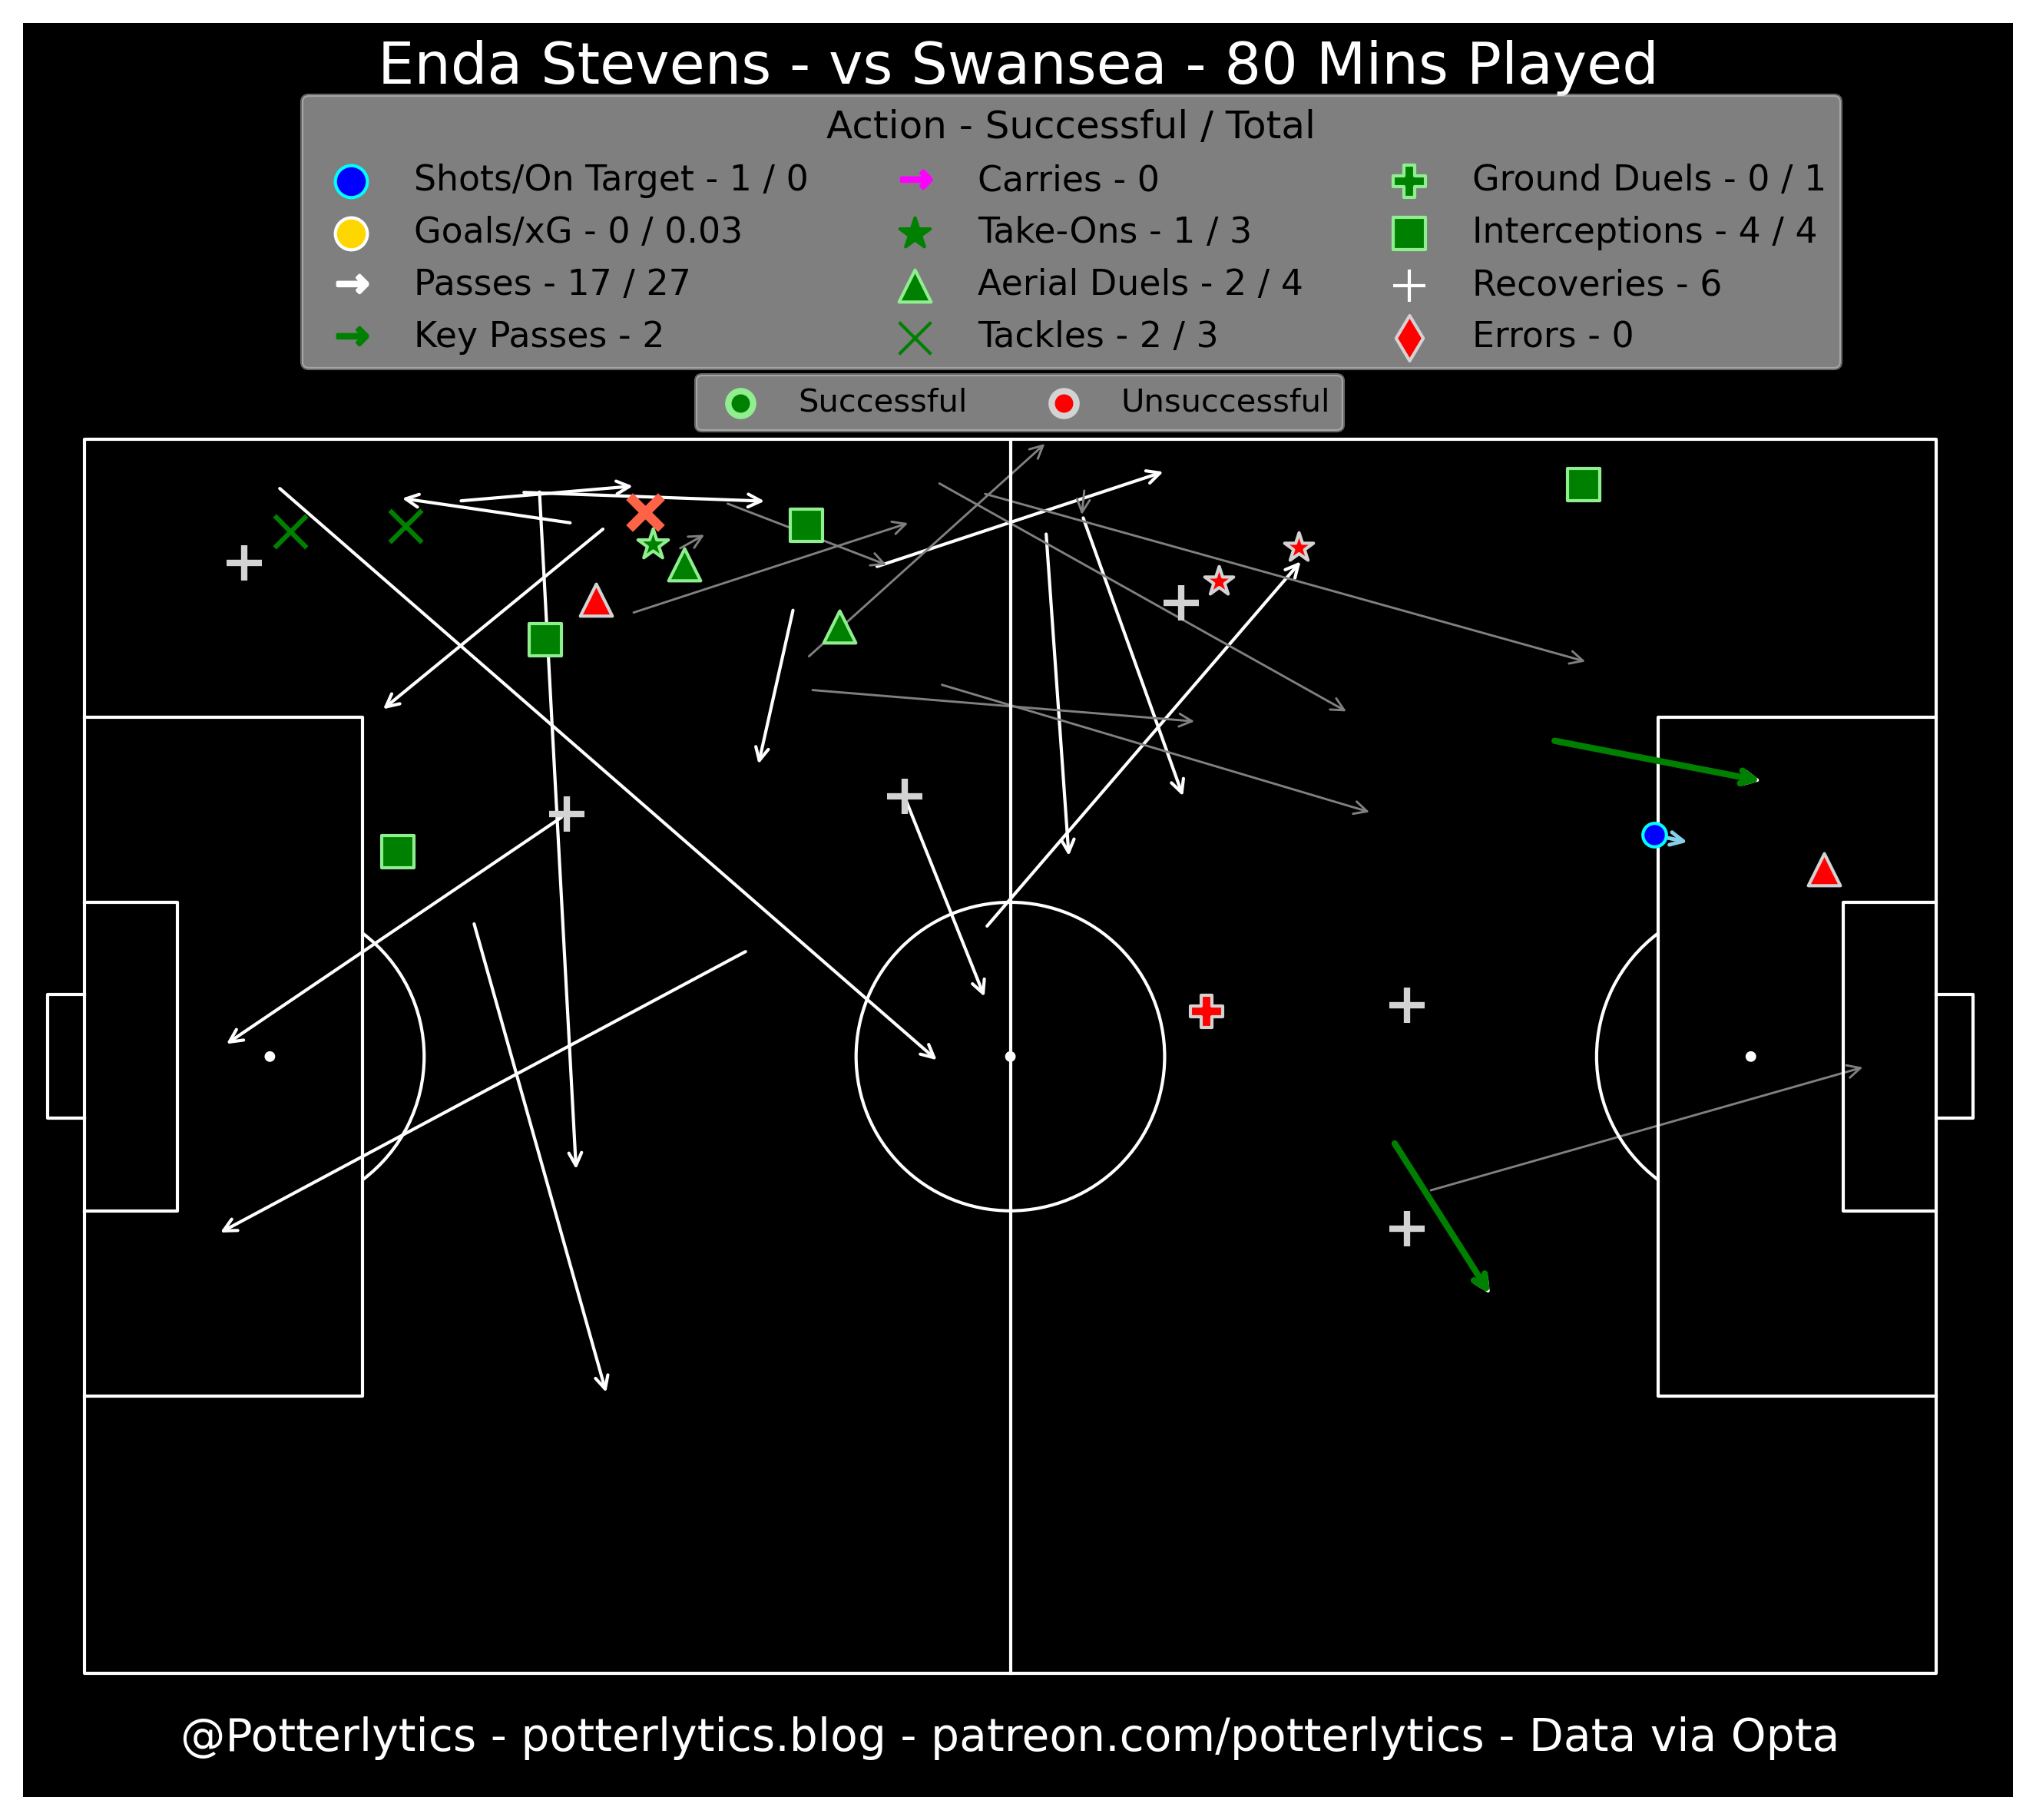 Enda Stevens - vs Swansea - 80 Mins Played
Action - Successful / Total
Shots/On Target - 1 / 0
Goals/xG - 0 / 0.03
Passes - 17 / 27
Key Passes - 2
Carries - 0
Take-Ons - 1 / 3
Aerial Duels - 2 / 4
Tackles - 2 / 3
Ground Duels - 0 / 1
Interceptions - 4 / 4
Recoveries - 6
Errors - 0
Successful
Unsuccessful
@Potterlytics - potterlytics.blog - patreon.com/potterlytics - Data via Opta